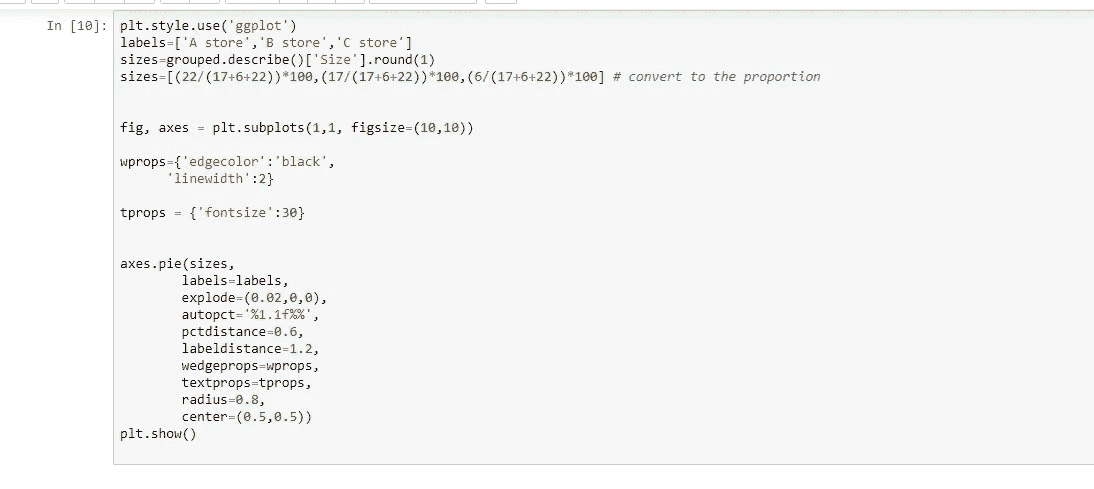 In [10]: plt.style.use('ggplot')
labels=['A store','B store','C store']
sizes=grouped.describe()['Size'].round(1)
sizes=[(22/(17+6+22))*100,(17/(17+6+22))*100,(6/(17+6+22))*100] # convert to the proportion
fig, axes = plt.subplots(1,1, figsize=(10,10))
wprops={'edgecolor':'black',
'linewidth':2}
tprops = {'fontsize':30}
axes.pie(sizes,
labels=labels,
explode=(0.02,0,0),
autopct='%1.1f%%',
pctdistance=0.6,
labeldistance=1.2,
wedgeprops=wprops,
textprops=tprops,
radius=0.8,
center=(0.5,0.5))
plt.show()